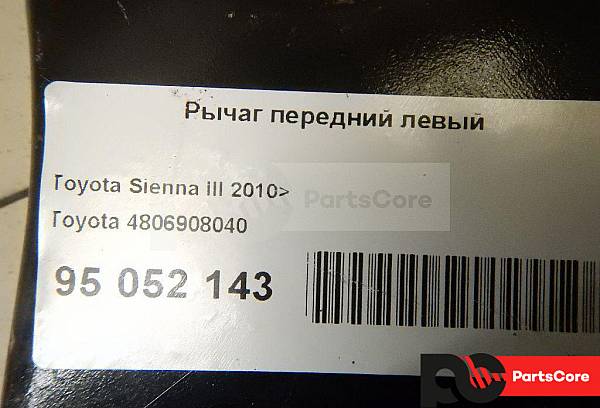 Рычаг передний левый
Toyota Sienna III 2010>
Toyota 4806908040
95 052 143
PartsCore
PartsCore